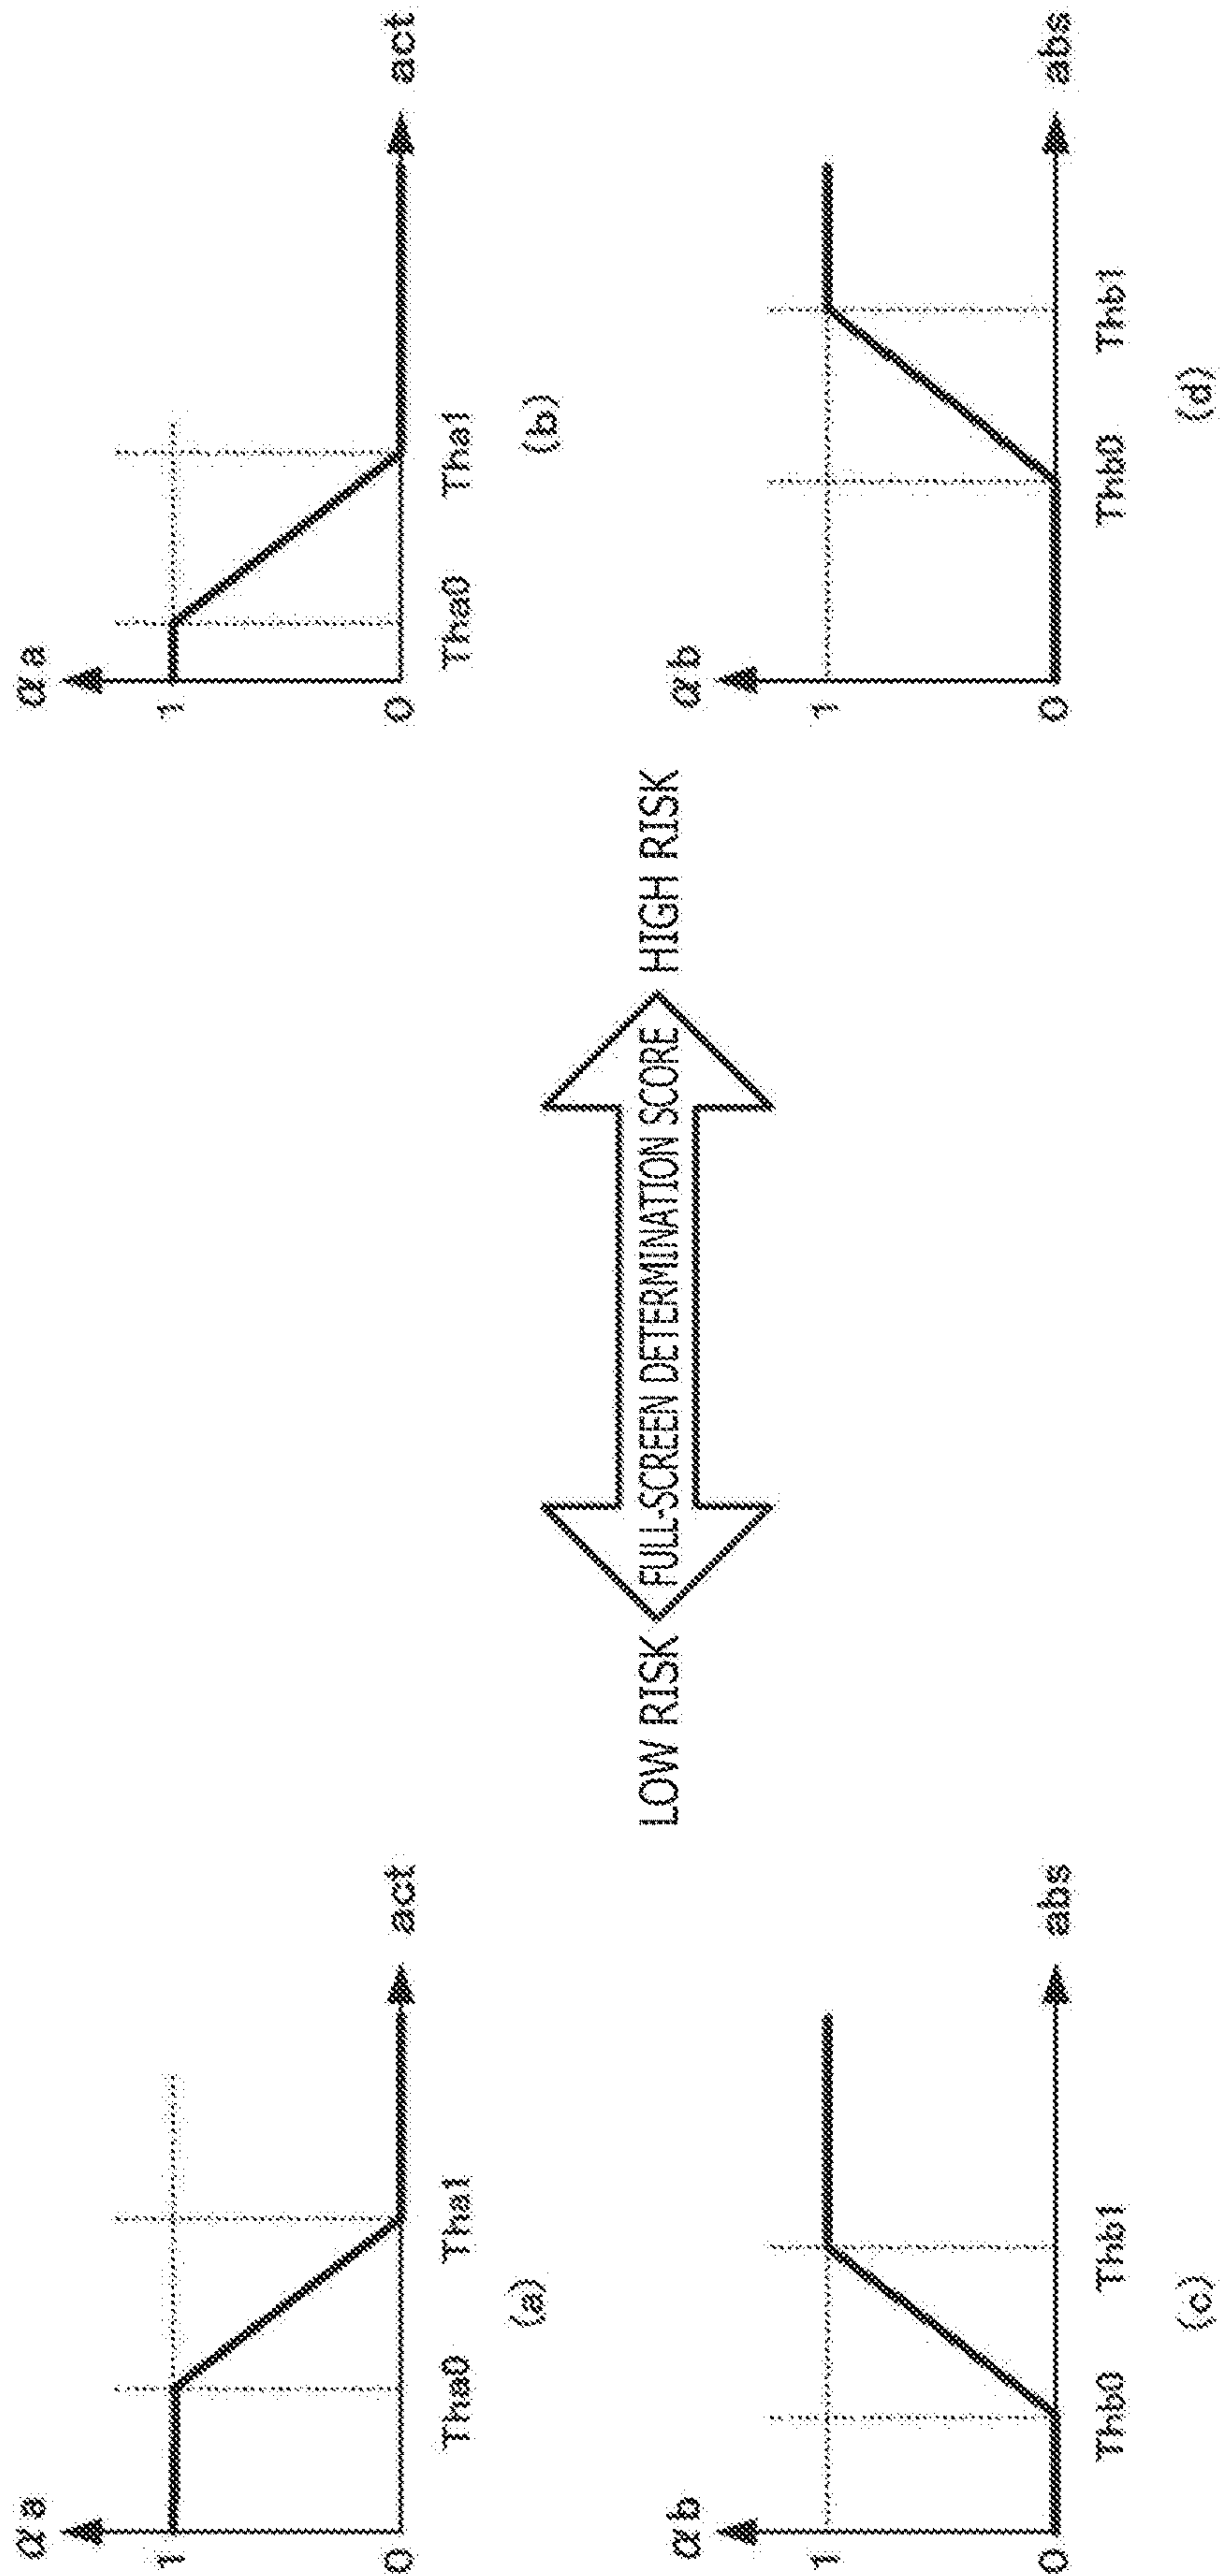 αa
1
0
Tha0
Tha1
act
(a)
αa
1
0
Tha0
Tha1
act
(b)
LOW RISK
FULL-SCREEN DETERMINATION SCORE
HIGH RISK
αb
1
0
Thb0
Thb1
abs
(c)
αb
1
0
Thb0
Thb1
abs
(d)